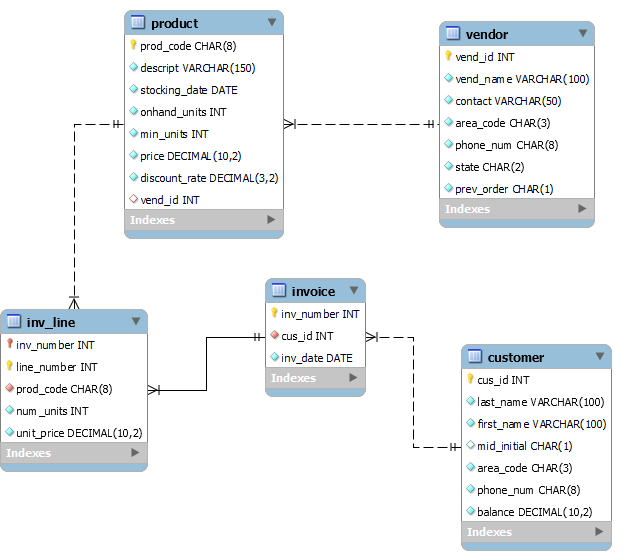 product
prod_code CHAR(8)
descript VARCHAR(150)
stocking_date DATE
onhand_units INT
min_units INT
price DECIMAL(10,2)
discount_rate DECIMAL(3,2)
vend_id INT
Indexes
vendor
vend_id INT
vend_name VARCHAR(100)
contact VARCHAR(50)
area_code CHAR(3)
phone_num CHAR(8)
state CHAR(2)
prev_order CHAR(1)
Indexes
inv_line
inv_number INT
line_number INT
prod_code CHAR(8)
num_units INT
unit_price DECIMAL(10,2)
Indexes
invoice
inv_number INT
cus_id INT
inv_date DATE
Indexes
customer
cus_id INT
last_name VARCHAR(100)
first_name VARCHAR(100)
mid_initial CHAR(1)
area_code CHAR(3)
phone_num CHAR(8)
balance DECIMAL(10,2)
Indexes